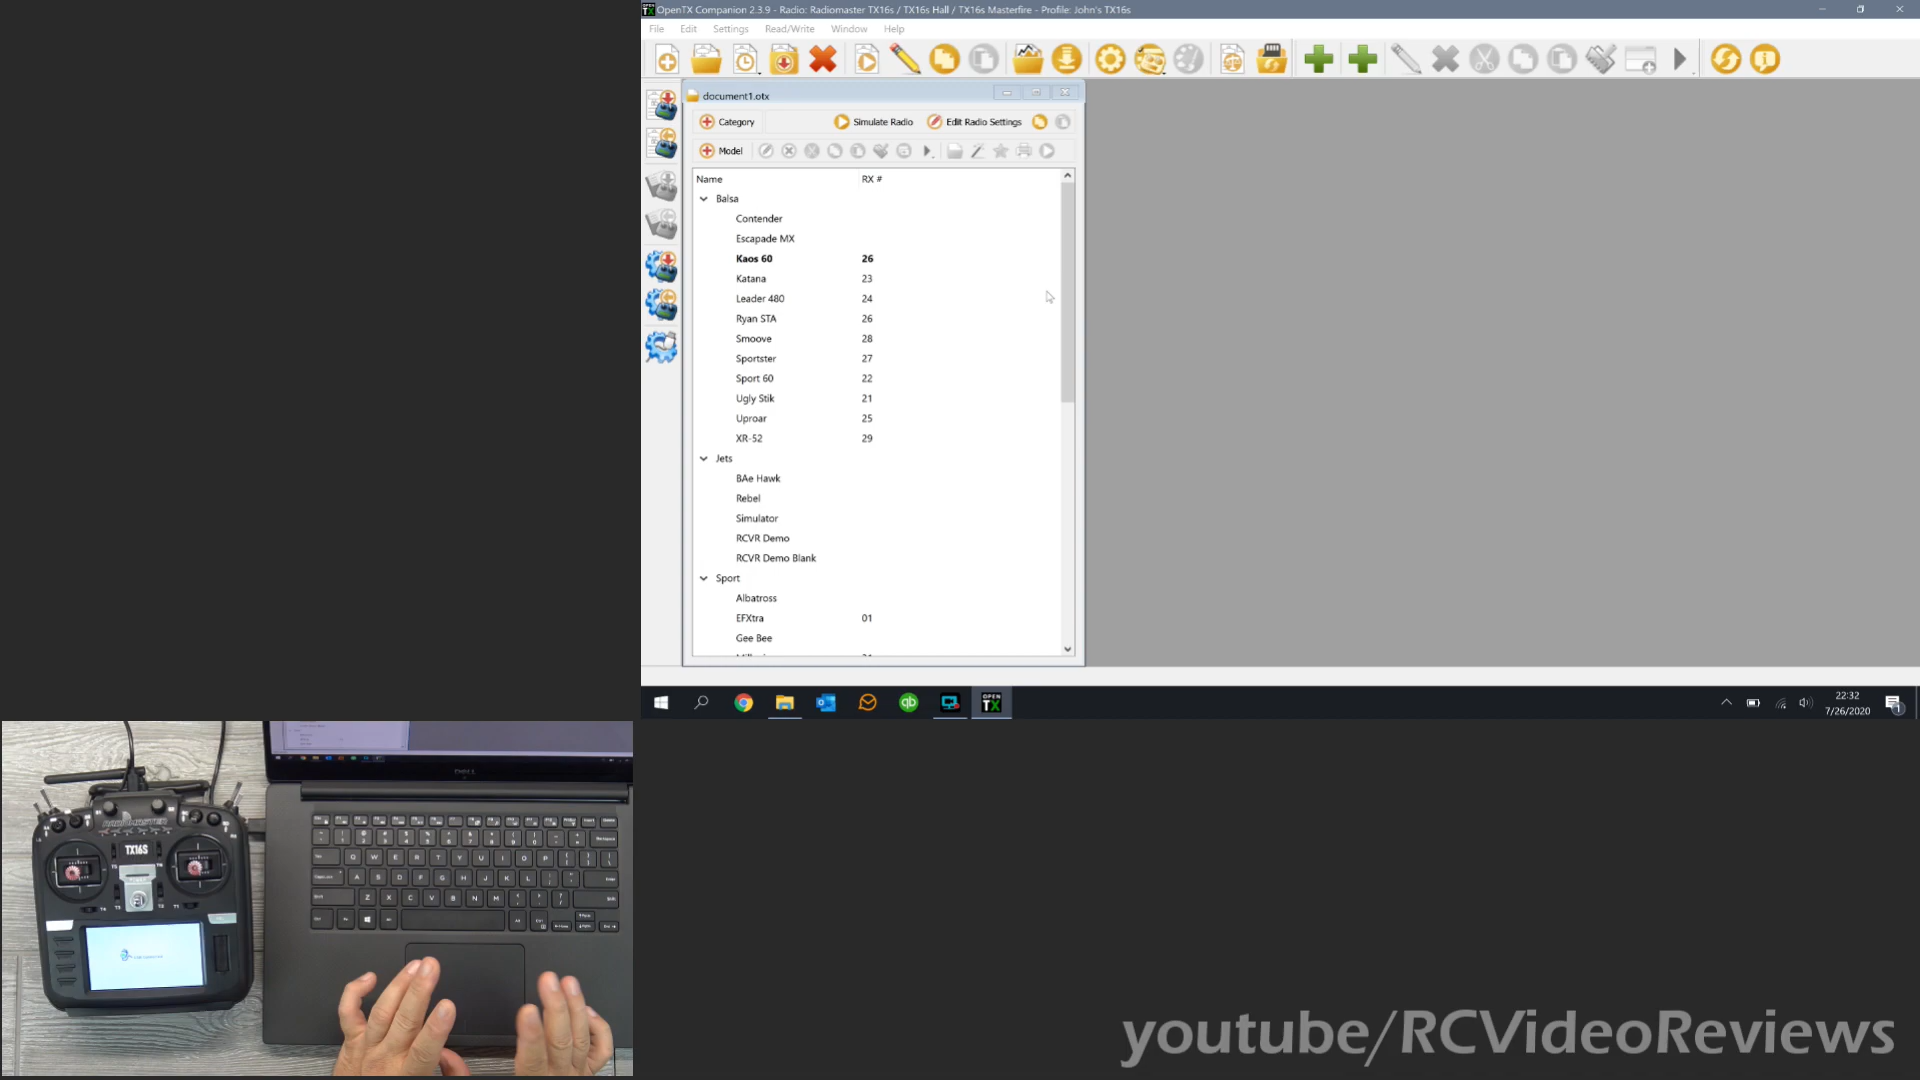 OpenTX Companion 2.3.9 - Radio: Radiomaster TX16s / TX16s Hall / TX16s Masterfire - Profile: John's TX16s
File Edit Settings Read/Write Window Help
document1.otx
Category Simulate Radio Edit Radio Settings
Model
Name RX #
Balsa
Contender
Escapade MX
Kaos 60 26
Katana 23
Leader 480 24
Ryan STA 26
Smoove 28
Sportster 27
Sport 60 22
Ugly Stik 21
Uproar 25
XR-52 29
Jets
BAe Hawk
Rebel
Simulator
RCVR Demo
RCVR Demo Blank
Sport
Albatross
EFXtra 01
Gee Bee
OPEN TX
22:32
7/26/2020
DELL
RADIOMASTER
TX16S
Q W E R T Y U I O P
A S D F G H J K L
Z X C V B N M
youtube/RCVideoReviews